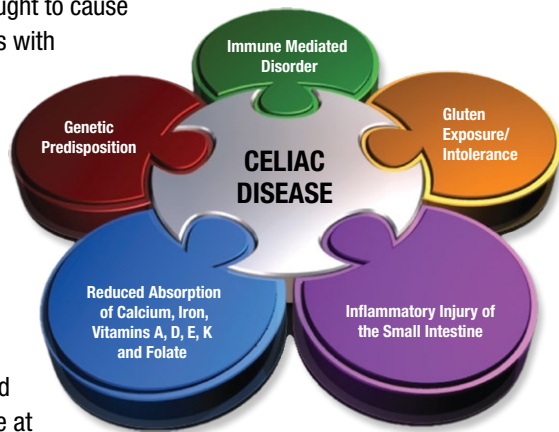 ught to cause
s with
Immune Mediated
Disorder
Genetic
Predisposition
Gluten
Exposure/
Intolerance
CELIAC
DISEASE
Reduced Absorption
of Calcium, Iron,
Vitamins A, D, E, K
and Folate
Inflammatory Injury of
the Small Intestine
d
e at